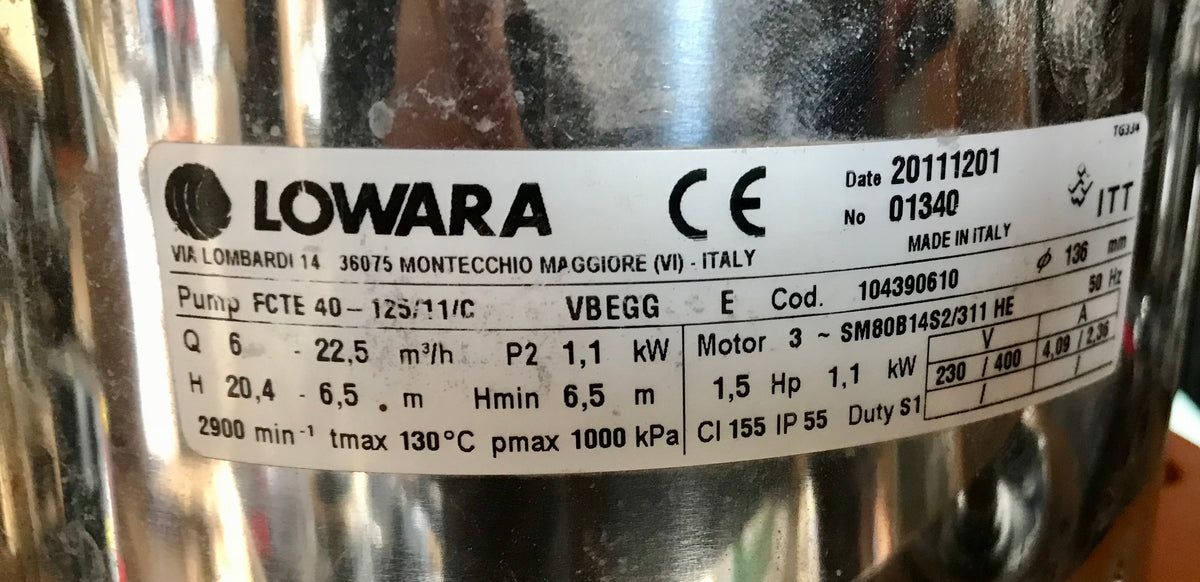 TG334
LOWARA CE Date 20111201
No 01340 ITT
VIA LOMBARDI 14 36075 MONTECCHIO MAGGIORE (VI) - ITALY MADE IN ITALY
Pump FCTE 40 - 125/11/C VBEGG E Cod. 104390610 ϕ 136 mm
Q 6 - 22,5 m³/h P2 1,1 kW Motor 3 ~ SM80B14S2/311 HE 50 Hz
H 20,4 - 6,5 . m Hmin 6,5 m 1,5 Hp 1,1 kW
V A
230 / 400 4,09 / 2,36
/ /
2900 min⁻¹ tmax 130°C pmax 1000 kPa Cl 155 IP 55 Duty S1